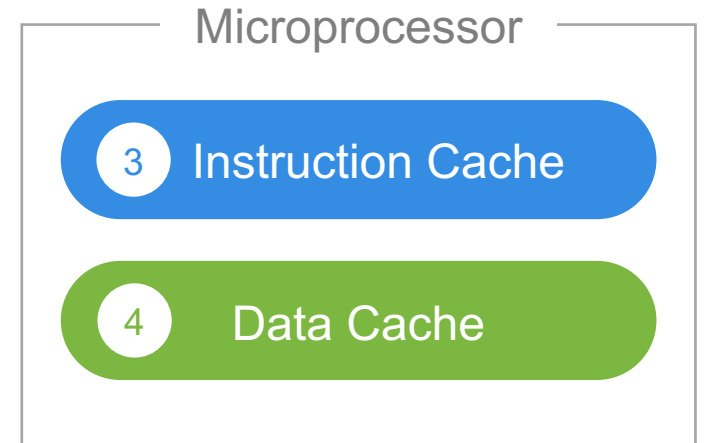 Microprocessor
3 Instruction Cache
4 Data Cache